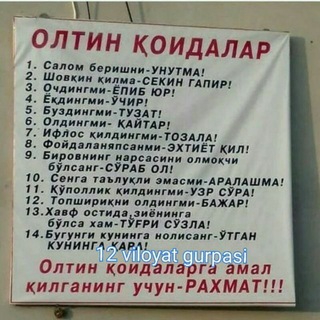 ОЛТИН ҚОИДАЛАР
1. Салом беришни-УНУТМА!
2. Шовқин қилма-СЕКИН ГАПИР!
3. Очдингми-ЁПИБ ЮР!
4. Ёқдингми-ЎЧИР!
5. Буздингми-ТУЗАТ!
6. Олдингми- ҚАЙТАР!
7. Ифлос қилдингми-ТОЗАЛА!
8. Фойдаланяпсанми-ЭХТИЁТ ҚИЛ!
9. Бировнинг нарсасини олмоқчи
бўлсанг-СЎРАБ ОЛ!
10. Сенга таълуқли эмасми-АРАЛАШМА!
11. Қўполлик қилдингми-УЗР СЎРА!
12. Топшириқни олдингми-БАЖАР!
13.Хавф остида зиёнинга
бўлса хам-ТЎҒРИ СЎЗЛА!
14.Бугунги кунинга нолисанг-ЎТГАН
КУНИНГА ҚАРА!
12 viloyat gurpasi
Олтин қоидаларга амал
қилганинг учун-РАХМАТ!!!